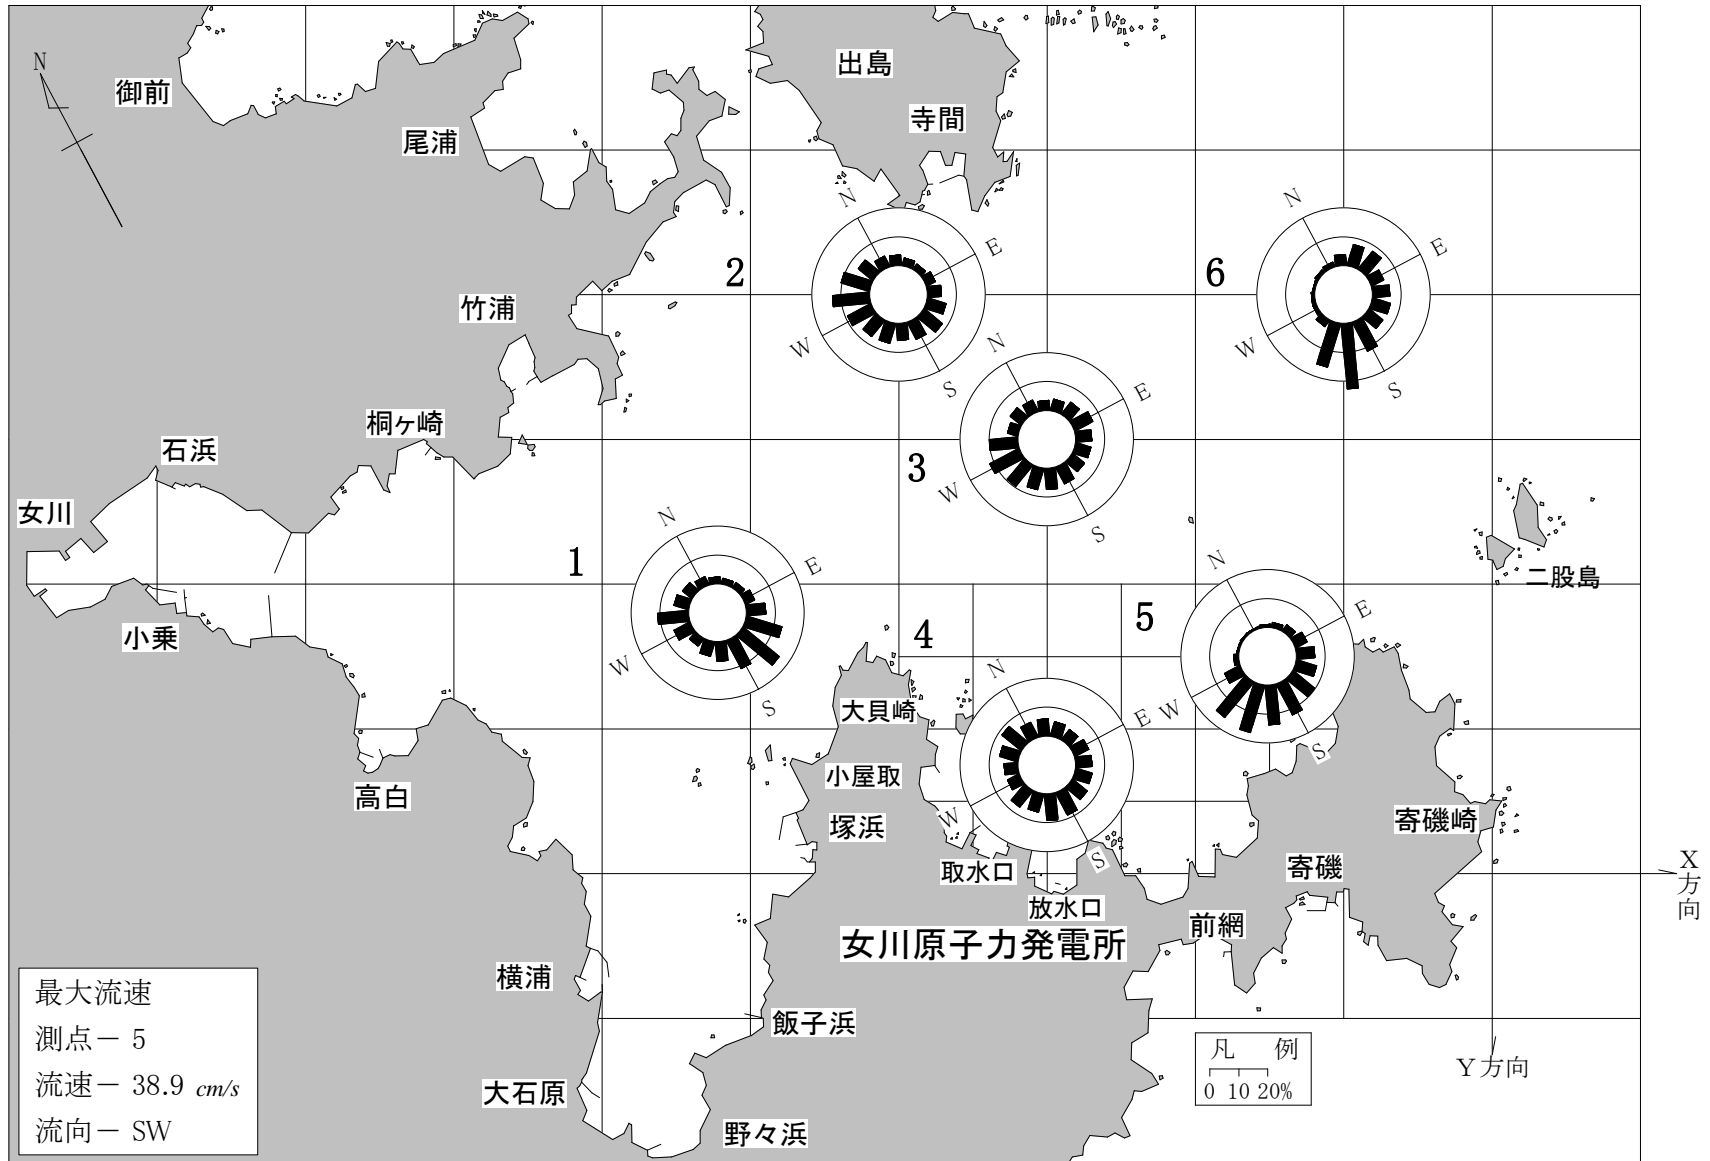 N
御前
尾浦
出島
寺間
2
N
E
W
S
6
N
E
W
S
竹浦
桐ヶ崎
石浜
女川
小乗
3
N
E
W
S
1
N
E
W
S
4
N
E
W
S
5
N
E
W
S
二股島
大貝崎
小屋取
塚浜
高白
取水口
放水口
女川原子力発電所
寄磯崎
寄磯
前網
X方向
横浦
飯子浜
大石原
野々浜
Y方向
凡 例
0 10 20%
最大流速
測点－ 5
流速－ 38.9 cm/s
流向－ SW